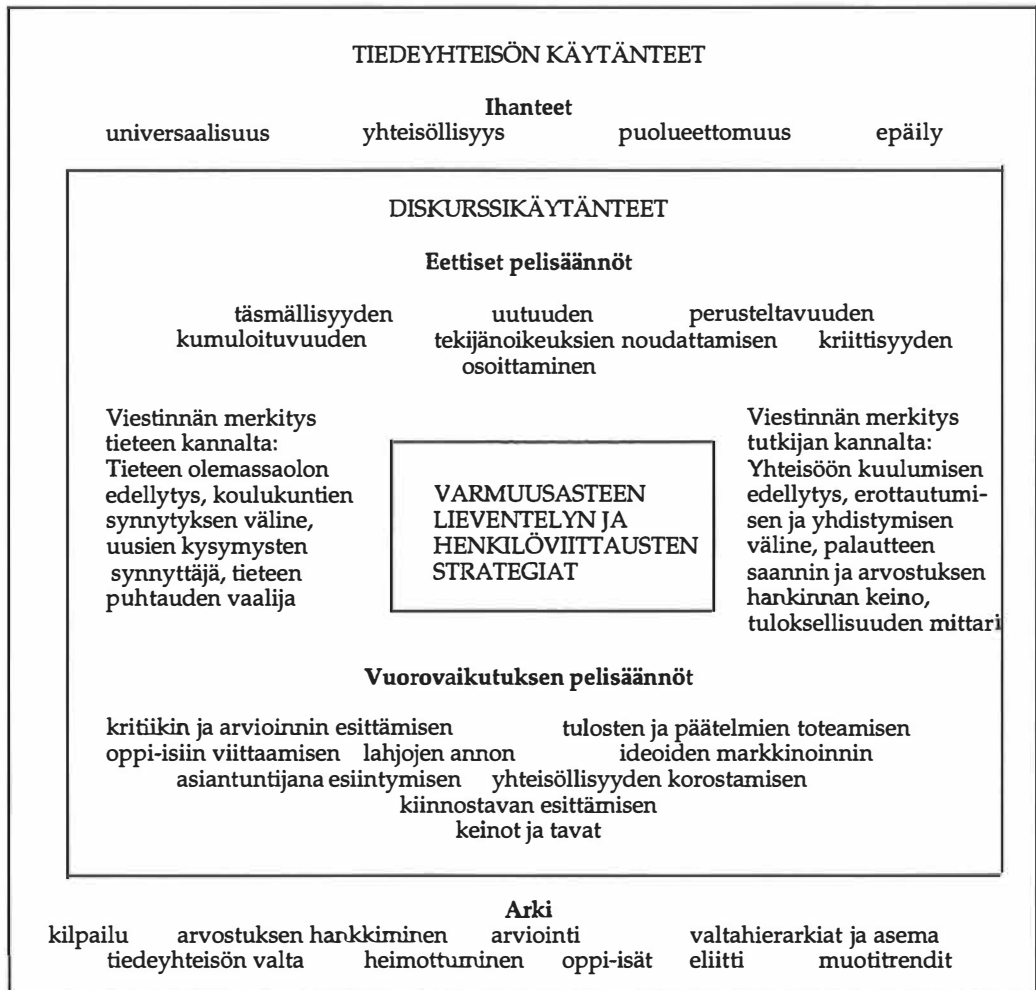 TIEDEYHTEISÖN KÄYTÄNTEET
Ihanteet
universaalisuus yhteisöllisyys puolueettomuus epäily
DISKURSSIKÄYTÄNTEET
Eettiset pelisäännöt
täsmällisyyden uutuuden perusteltavuuden
kumuloituvuuden tekijänoikeuksien noudattamisen kriittisyyden
osoittaminen
Viestinnän merkitys
tieteen kannalta:
Tieteen olemassaolon
edellytys, koulukuntien
synnytyksen väline,
uusien kysymysten
synnyttäjä, tieteen
puhtauden vaalija
VARMUUSASTEEN
LIEVENTELYN JA
HENKILÖVIITTAUSTEN
STRATEGIAT
Viestinnän merkitys
tutkijan kannalta:
Yhteisöön kuulumisen
edellytys, erottautumi-
sen ja yhdistymisen
väline, palautteen
saannin ja arvostuksen
hankinnan keino,
tuloksellisuuden mittari
Vuorovaikutuksen pelisäännöt
kritiikin ja arvioinnin esittämisen tulosten ja päätelmien toteamisen
oppi-isiin viittaamisen lahjojen annon ideoiden markkinoinnin
asiantuntijana esiintymisen yhteisöllisyyden korostamisen
kiinnostavan esittämisen
keinot ja tavat
Arki
kilpailu arvostuksen hankkiminen arviointi valtahierarkiat ja asema
tiedeyhteisön valta heimottuminen oppi-isät eliitti muotitrendit